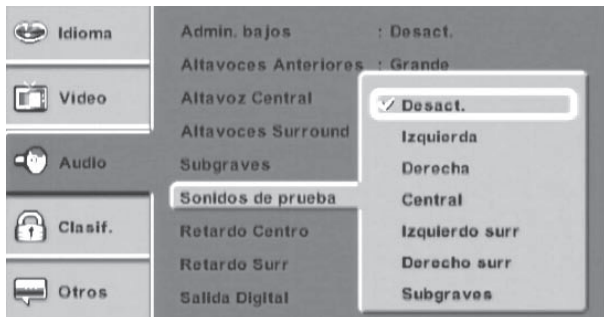 Idioma
Video
Audio
Clasif.
Otros
Admin. bajos : Desact.
Altavoces Anteriores : Grande
Altavoz Central
Altavoces Surround
Subgraves
Sonidos de prueba
Retardo Centro
Retardo Surr
Salida Digital
Desact.
Izquierda
Derecha
Central
Izquierdo surr
Derecho surr
Subgraves